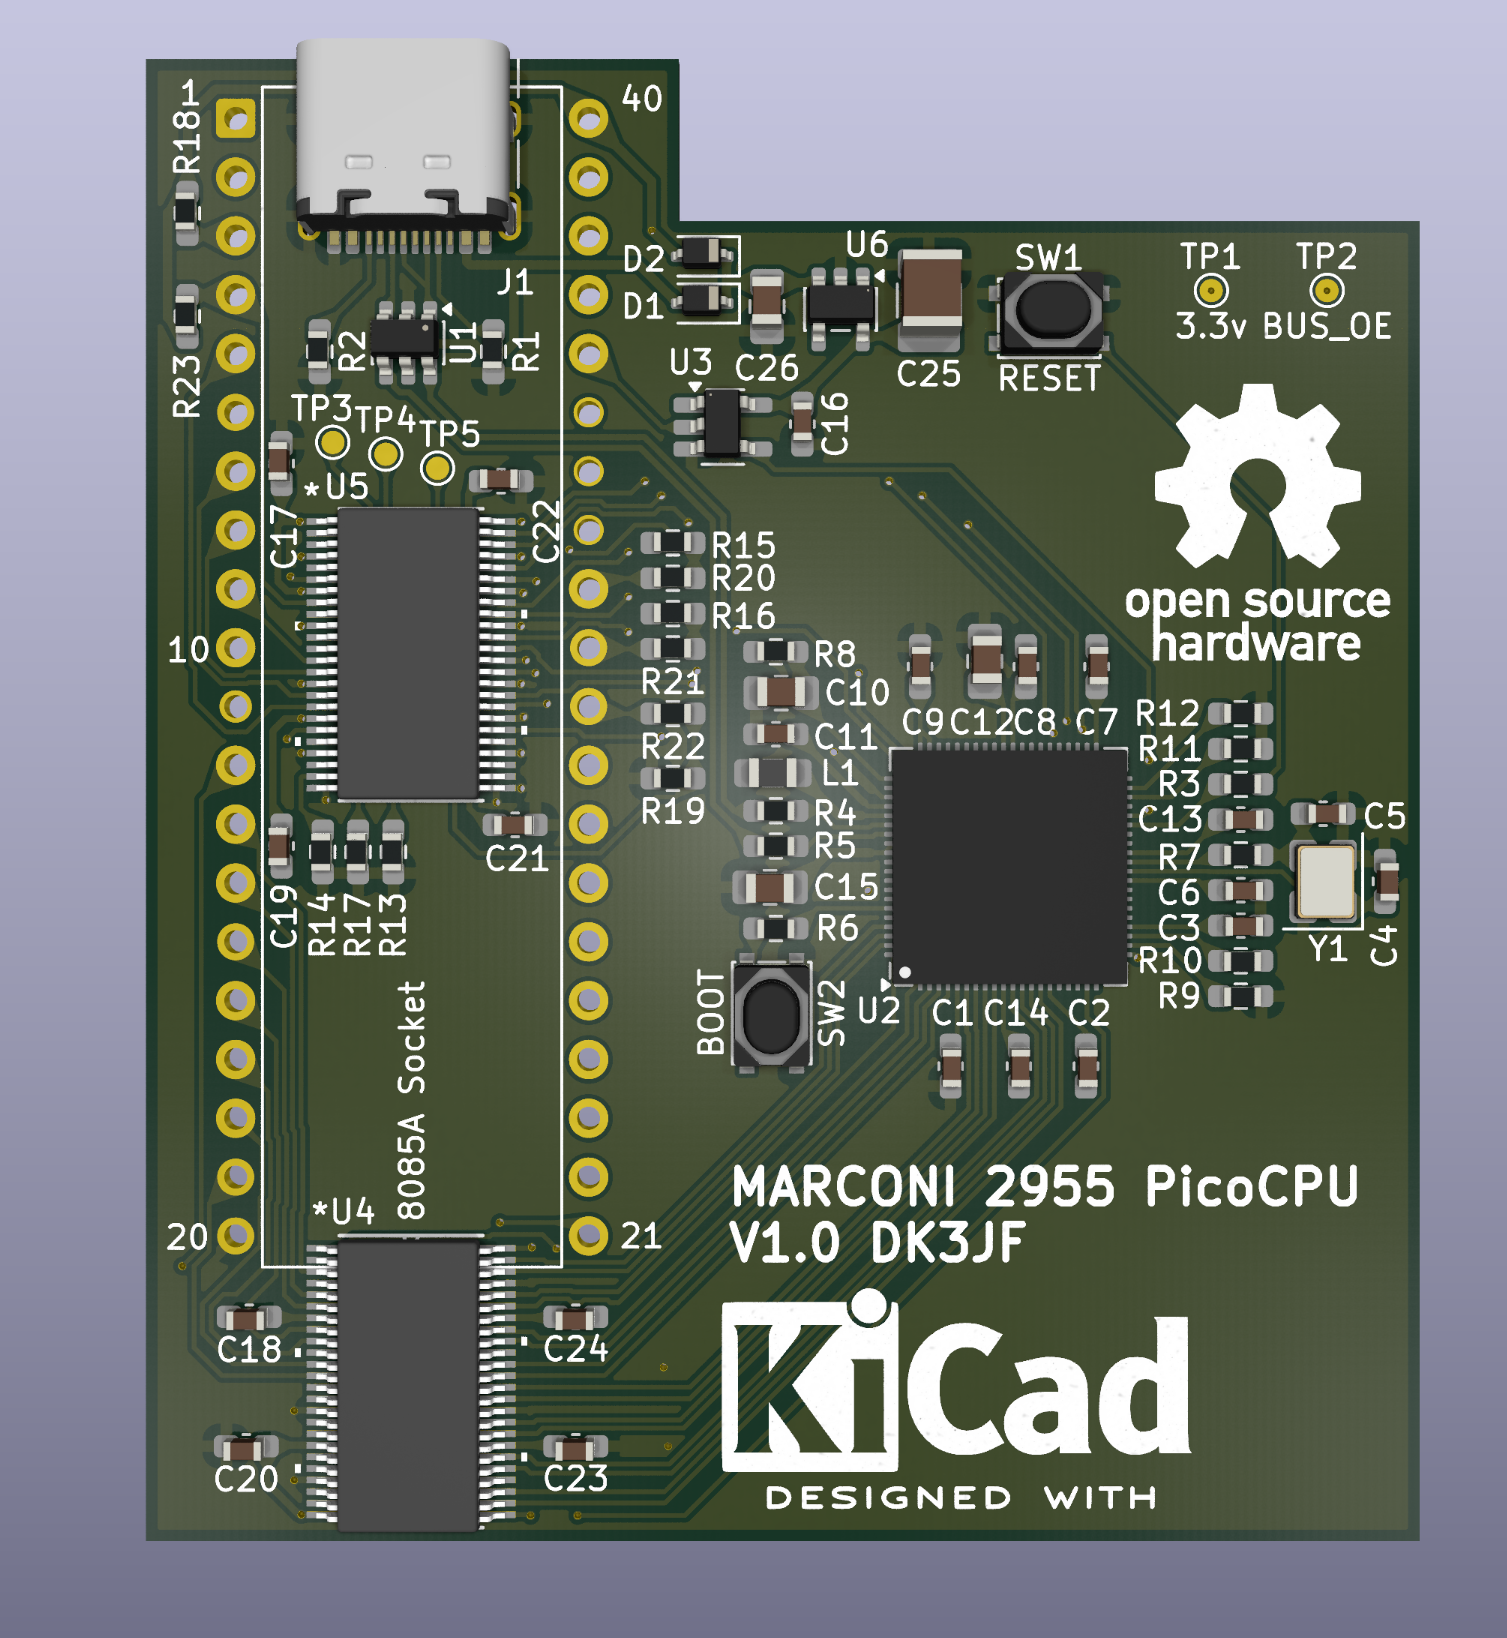 1
40
R18
D2
U6
SW1
TP1
TP2
J1
D1
3.3v
BUS_OE
R23
R2
U1
R1
U3
C26
C25
RESET
TP3
TP4
TP5
C16
*U5
C17
C22
R15
R20
R16
open source
hardware
10
R8
R21
C10
C9
C12
C8
C7
R12
R22
C11
R11
L1
R3
R19
R4
C13
C5
R5
R7
C21
C15
C6
C19
R14
R17
R13
R6
C3
Y1
C4
R10
R9
BOOT
SW2
U2
C1
C14
C2
8085A Socket
MARCONI 2955 PicoCPU
*U4
20
21
V1.0 DK3JF
C18
C24
KiCad
C20
C23
DESIGNED WITH